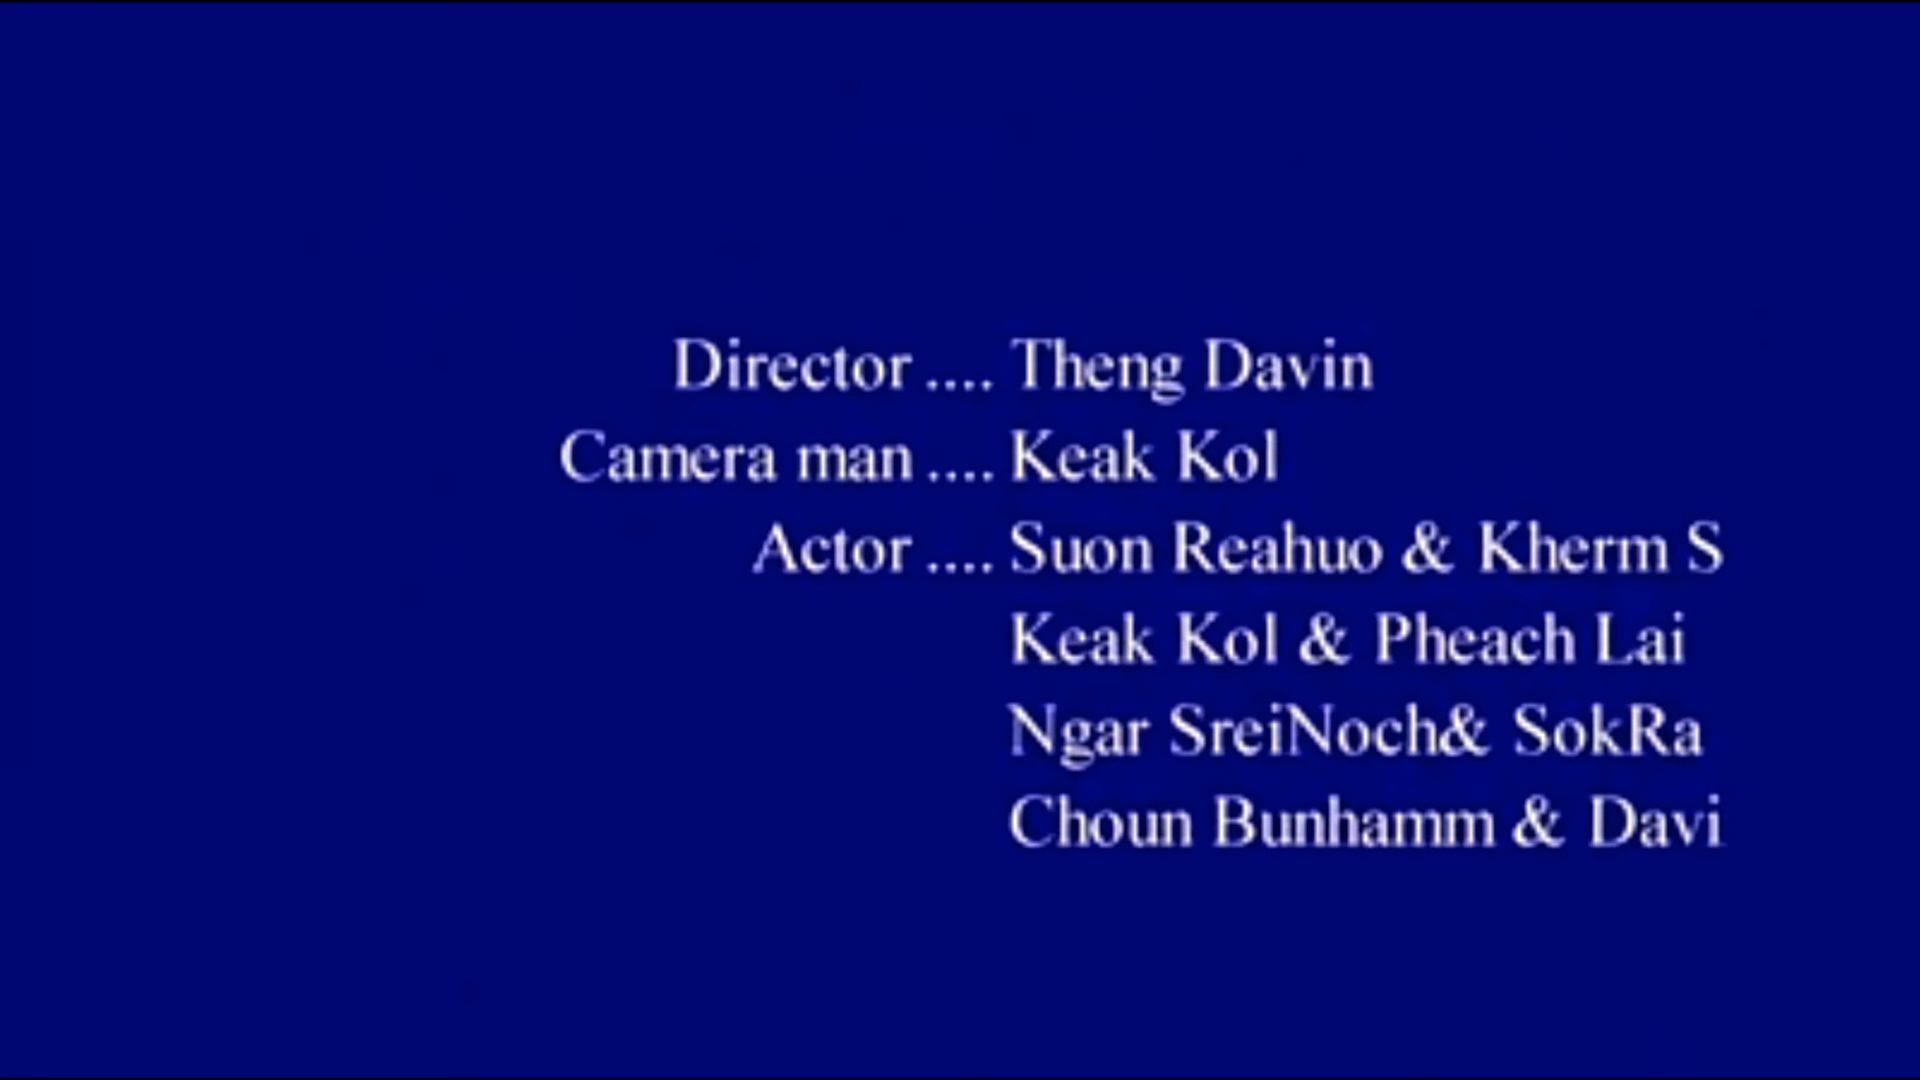 Director .... Theng Davin
Camera man .... Keak Kol
Actor .... Suon Reahuo & Kherm S
Keak Kol & Pheach Lai
Ngar SreiNoch& SokRa
Choun Bunhamm & Davi